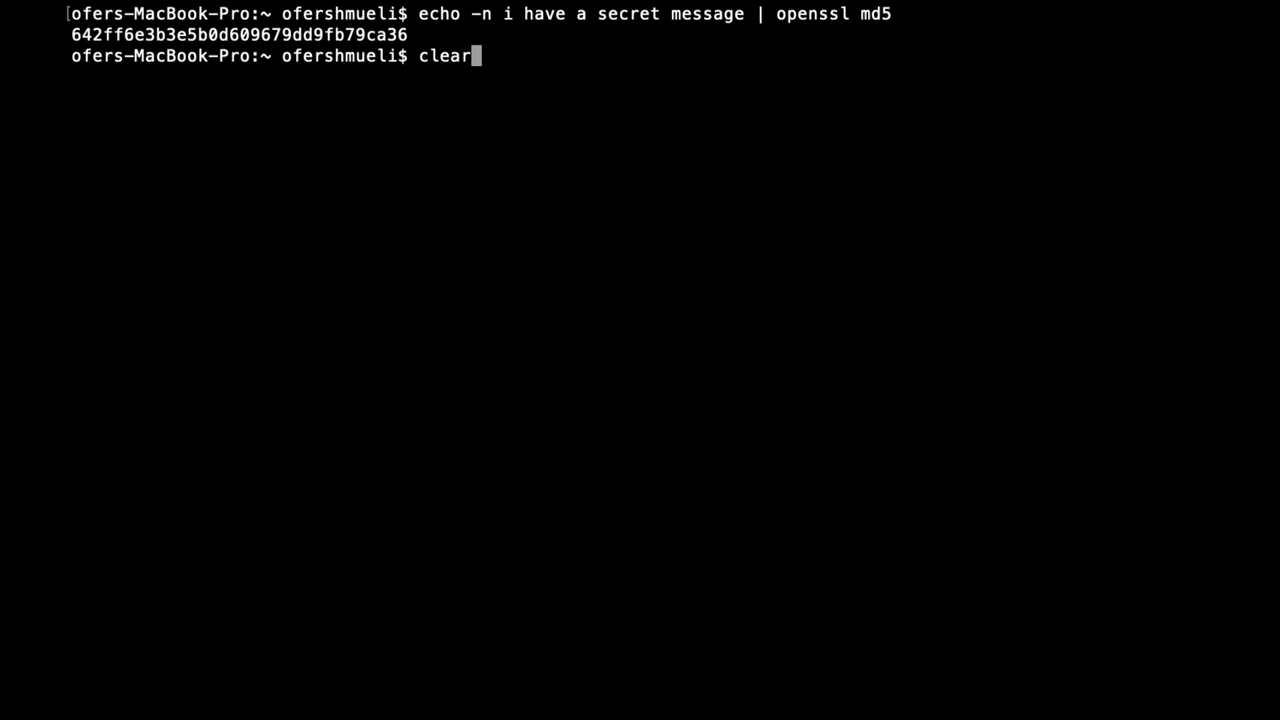 [ofers-MacBook-Pro:~ ofershmueli$ echo -n i have a secret message | openssl md5
642ff6e3b3e5b0d609679dd9fb79ca36
ofers-MacBook-Pro:~ ofershmueli$ clear